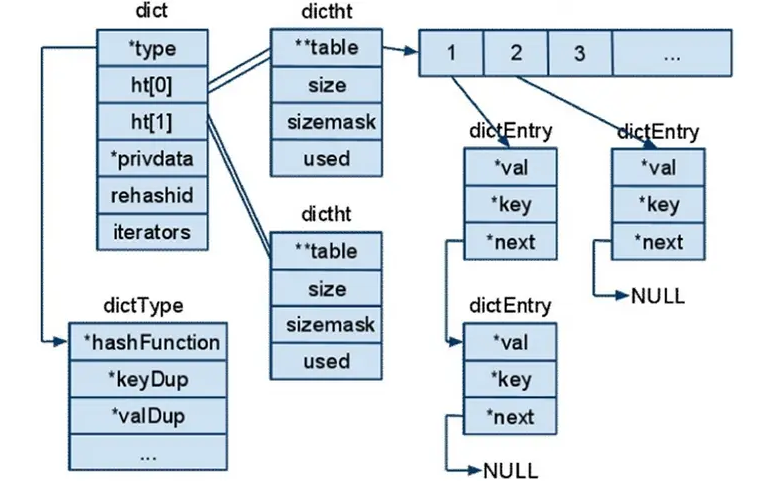 dict
*type
ht[0]
ht[1]
*privdata
rehashid
iterators
dictht
**table
size
sizemask
used
1
2
3
...
dictEntry
*val
*key
*next
dictEntry
*val
*key
*next
NULL
dictht
**table
size
sizemask
used
dictType
*hashFunction
*keyDup
*valDup
...
dictEntry
*val
*key
*next
NULL